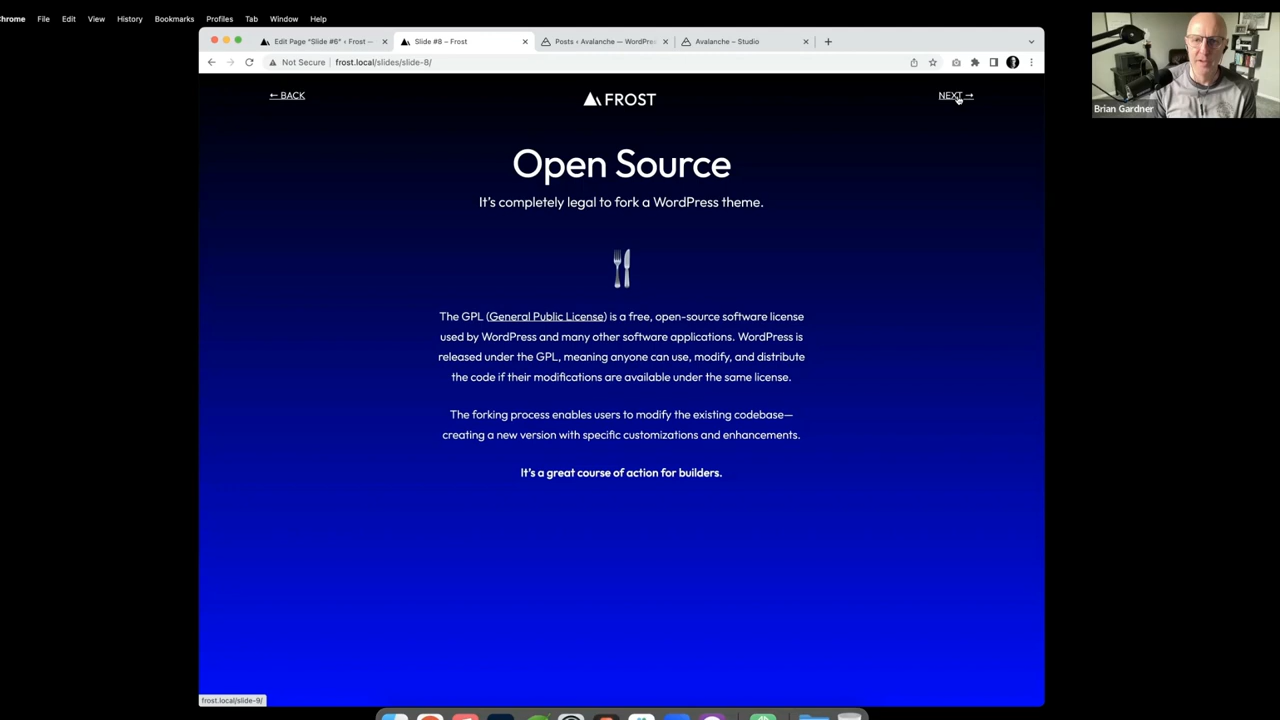 Chrome File Edit View History Bookmarks Profiles Tab Window Help
Edit Page “Slide #6” ‹ Frost —
Slide #8 – Frost
Posts ‹ Avalanche — WordPre
Avalanche – Studio
Not Secure frost.local/slides/slide-8/
Brian Gardner
← BACK
FROST
NEXT →
Open Source
It’s completely legal to fork a WordPress theme.
The GPL (General Public License) is a free, open-source software license
used by WordPress and many other software applications. WordPress is
released under the GPL, meaning anyone can use, modify, and distribute
the code if their modifications are available under the same license.
The forking process enables users to modify the existing codebase—
creating a new version with specific customizations and enhancements.
It’s a great course of action for builders.
frost.local/slide-9/